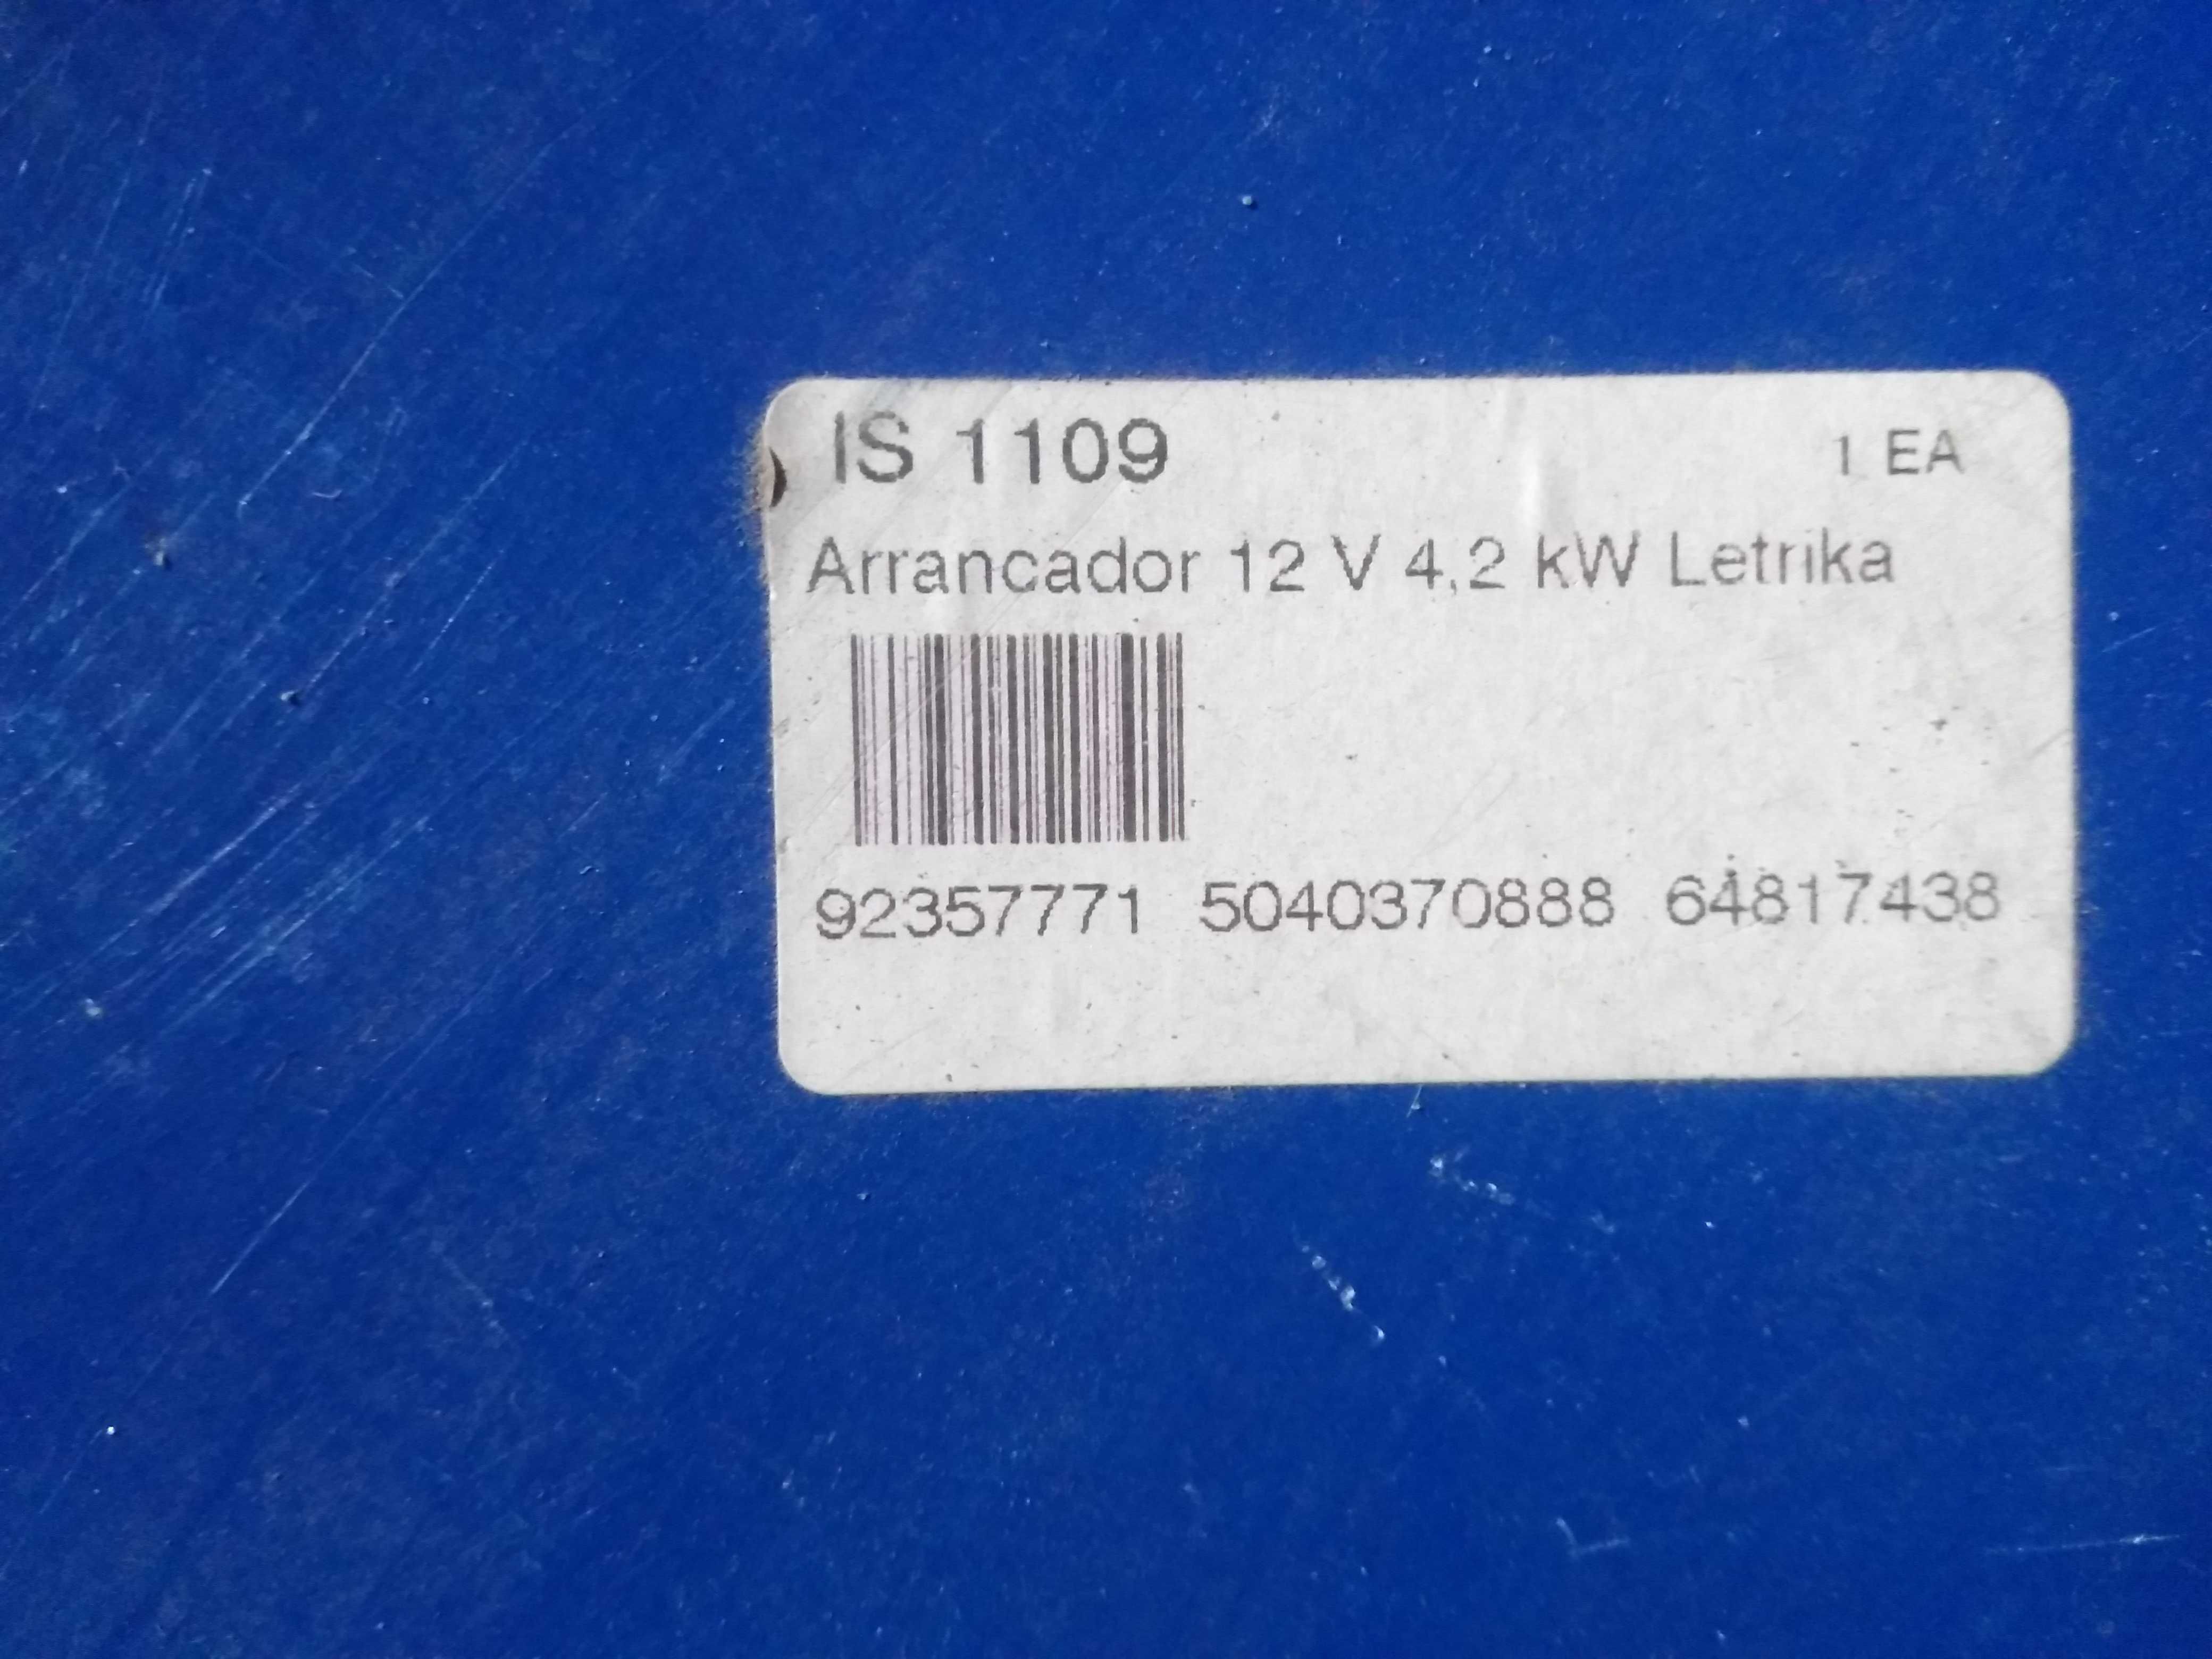 IS 1109 1 EA
Arrancador 12 V 4,2 kW Letrika
92357771 5040370888 64817438